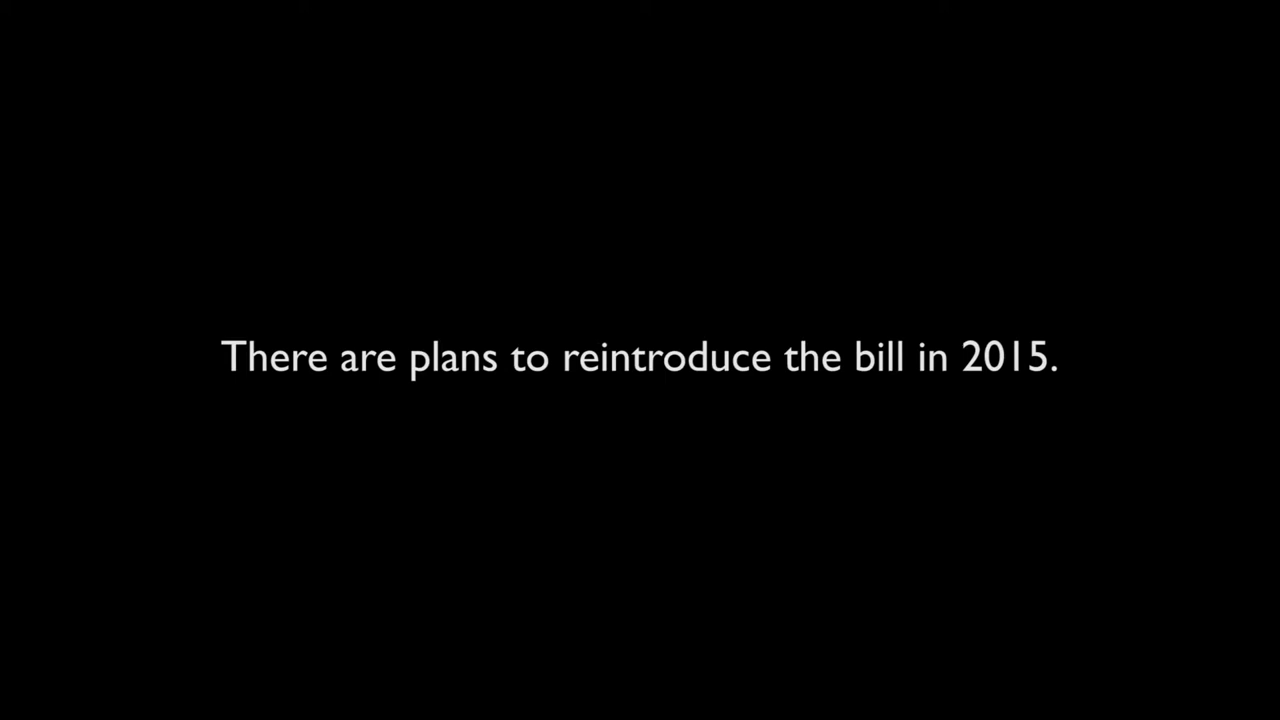 There are plans to reintroduce the bill in 2015.